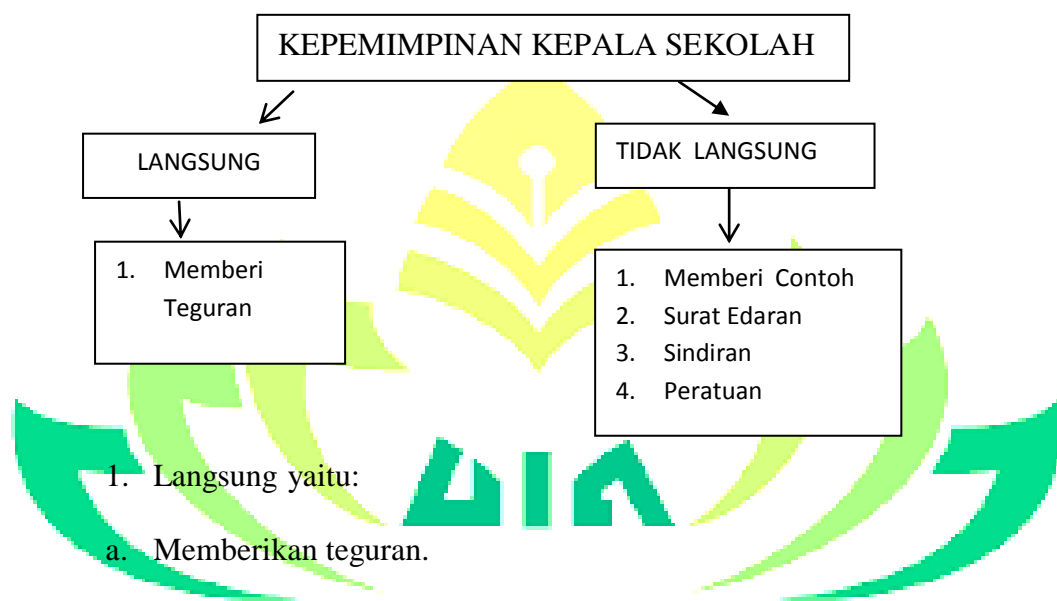 KEPEMIMPINAN KEPALA SEKOLAH
LANGSUNG
TIDAK LANGSUNG
1. Memberi
Teguran
1. Memberi Contoh
2. Surat Edaran
3. Sindiran
4. Peratuan
1. Langsung yaitu:
a. Memberikan teguran.